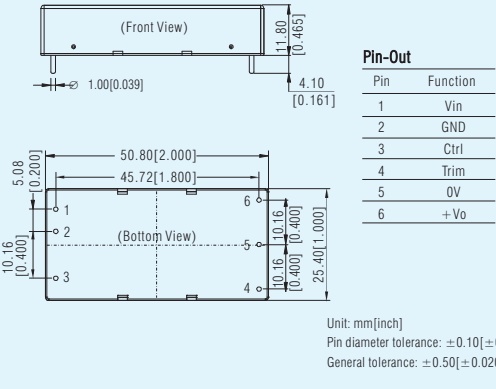 (Front View)
11.80
[0.465]
1.00[0.039]
4.10
[0.161]
Pin-Out
Pin Function
1 Vin
2 GND
3 Ctrl
4 Trim
5 0V
6 +Vo
50.80[2.000]
45.72[1.800]
5.08
[0.200]
10.16
[0.400]
1
2
3
(Bottom View)
6
5
4
10.16
[0.400]
10.16
[0.400]
25.40[1.000]
Unit: mm[inch]
Pin diameter tolerance: ±0.10[±0
General tolerance: ±0.50[±0.020